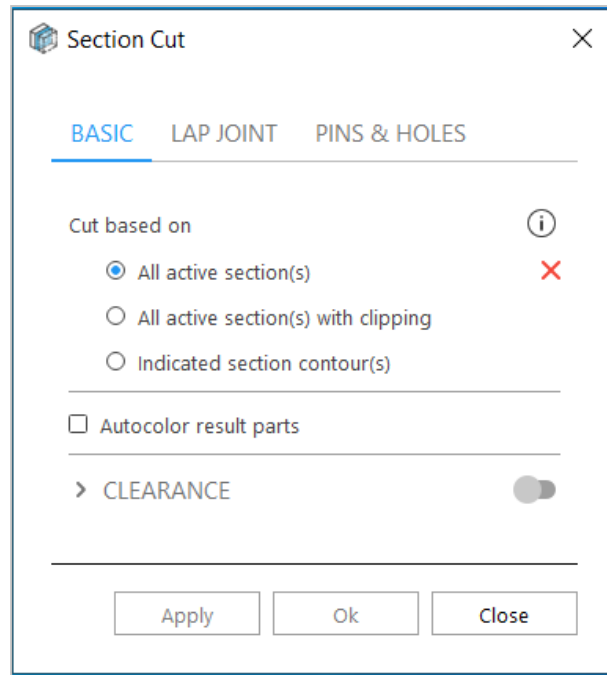 Section Cut
BASIC LAP JOINT PINS & HOLES
Cut based on
All active section(s)
All active section(s) with clipping
Indicated section contour(s)
Autocolor result parts
CLEARANCE
Apply Ok Close